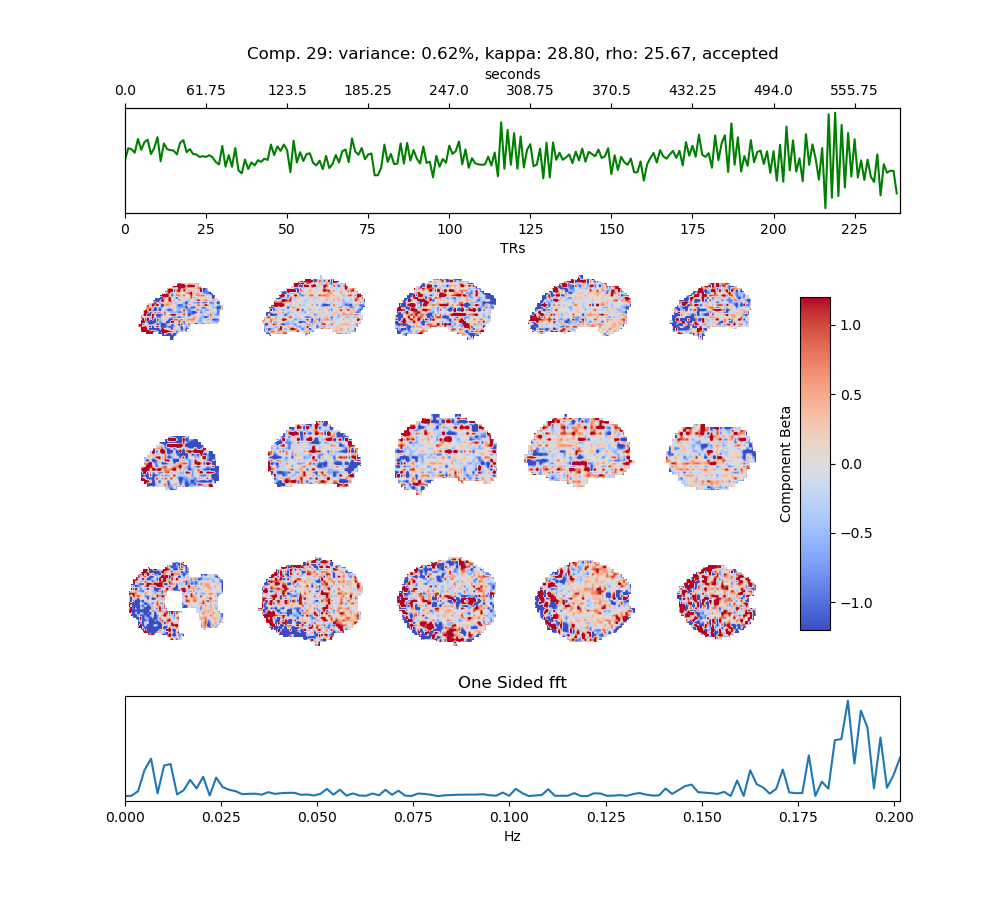 Comp. 29: variance: 0.62%, kappa: 28.80, rho: 25.67, accepted
seconds
0.0 61.75 123.5 185.25 247.0 308.75 370.5 432.25 494.0 555.75
0 25 50 75 100 125 150 175 200 225
TRs
1.0
0.5
0.0
−0.5
−1.0
Component Beta
One Sided fft
0.000 0.025 0.050 0.075 0.100 0.125 0.150 0.175 0.200
Hz